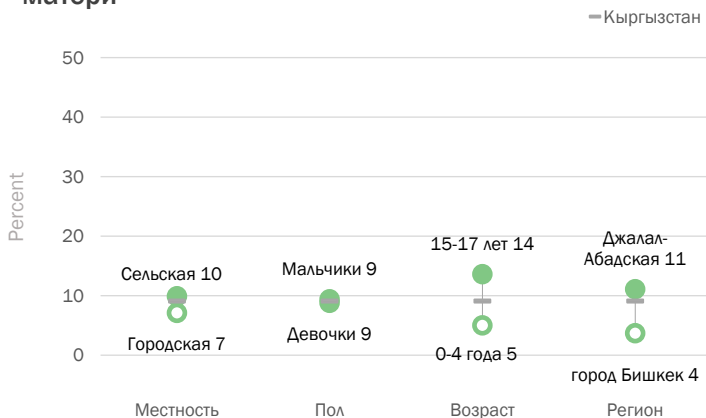 матери
Кыргызстан
50
40
30
20
10
0
Percent
Сельская 10
Городская 7
Мальчики 9
Девочки 9
15-17 лет 14
0-4 года 5
Джалал-
Абадская 11
город Бишкек 4
Местность
Пол
Возраст
Регион